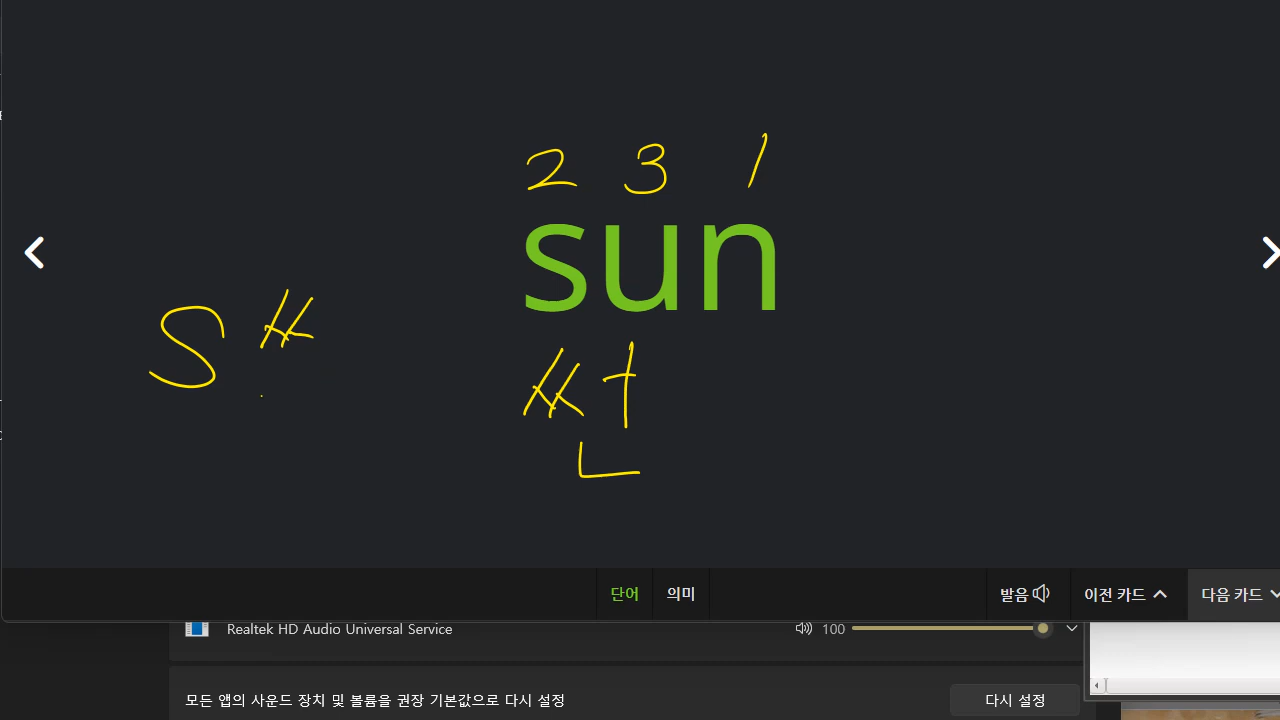 2 3 1
sun
S ㅆ
ㅆㅓ
ㄴ
단어 의미 발음 이전 카드 다음 카드
Realtek HD Audio Universal Service 100
모든 앱의 사운드 장치 및 볼륨을 권장 기본값으로 다시 설정 다시 설정